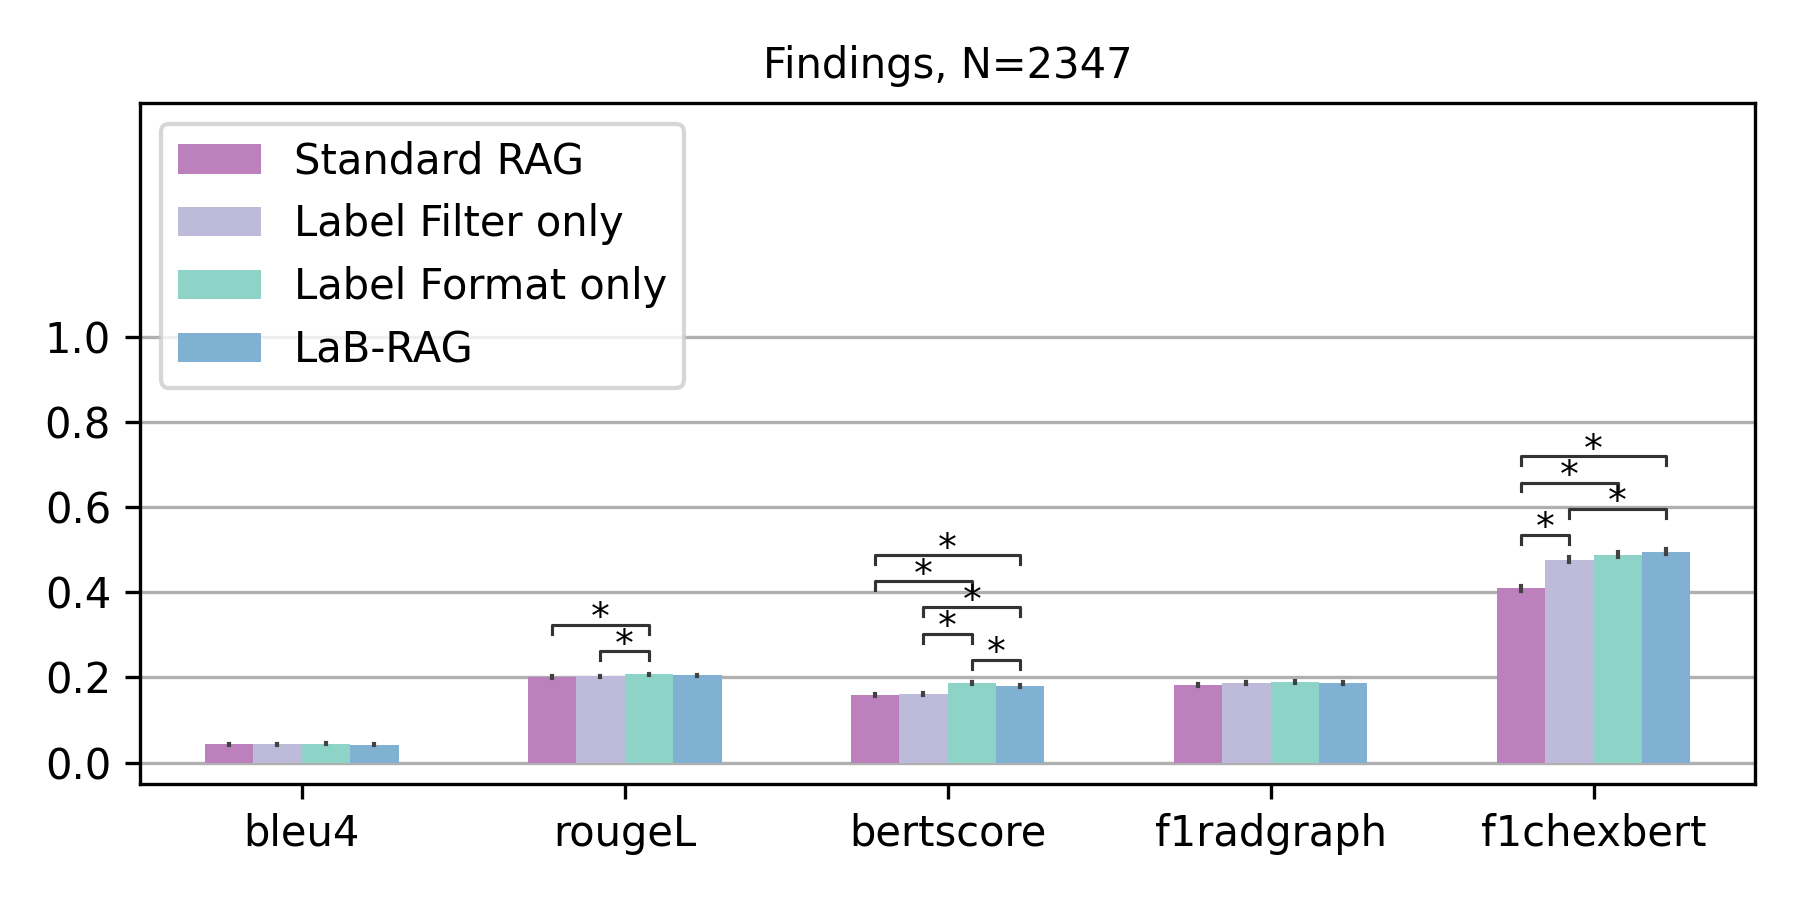 Findings, N=2347
Standard RAG
Label Filter only
Label Format only
LaB-RAG
1.0
0.8
0.6
0.4
0.2
0.0
*
*
*
*
*
*
*
*
*
*
*
bleu4 rougeL bertscore f1radgraph f1chexbert